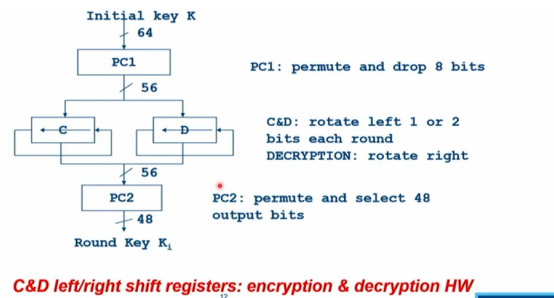 Initial key K
64
PC1
PC1: permute and drop 8 bits
56
C&D: rotate left 1 or 2
bits each round
DECRYPTION: rotate right
C
D
56
PC2
PC2: permute and select 48
output bits
48
Round Key Ki
C&D left/right shift registers: encryption & decryption HW